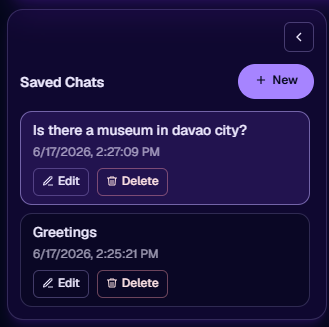 Saved Chats
+ New
Is there a museum in davao city?
6/17/2026, 2:27:09 PM
Edit Delete
Greetings
6/17/2026, 2:25:21 PM
Edit Delete